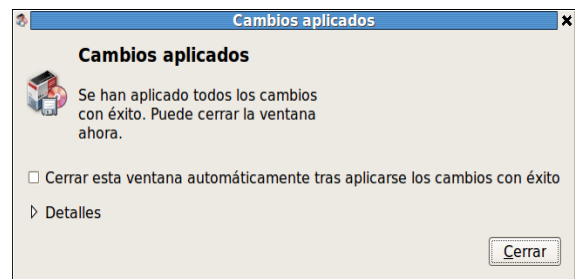 Cambios aplicados
Cambios aplicados
Se han aplicado todos los cambios
con éxito. Puede cerrar la ventana
ahora.
Cerrar esta ventana automáticamente tras aplicarse los cambios con éxito
Detalles
Cerrar